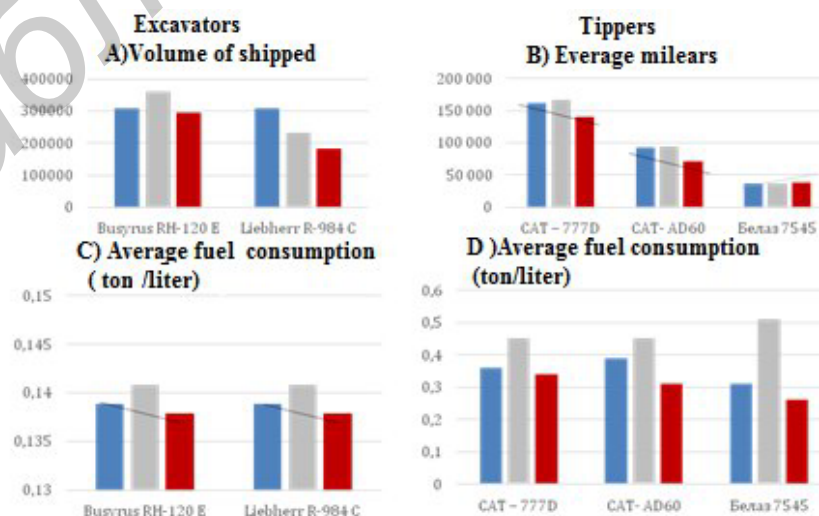 Excavators
A)Volume of shipped
400000
300000
200000
100000
0
Busyrus RH-120 E Liebherr R-984 C
Tippers
B) Everage milears
200 000
150 000
100 000
50 000
0
CAT – 777D CAT- AD60 Белаз 7545
C) Average fuel consumption
( ton /liter)
0,15
0,145
0,14
0,135
0,13
Busyrus RH-120 E Liebherr R-984 C
D )Average fuel consumption
(ton/liter)
0,6
0,5
0,4
0,3
0,2
0,1
0
CAT – 777D CAT- AD60 Белаз 7545